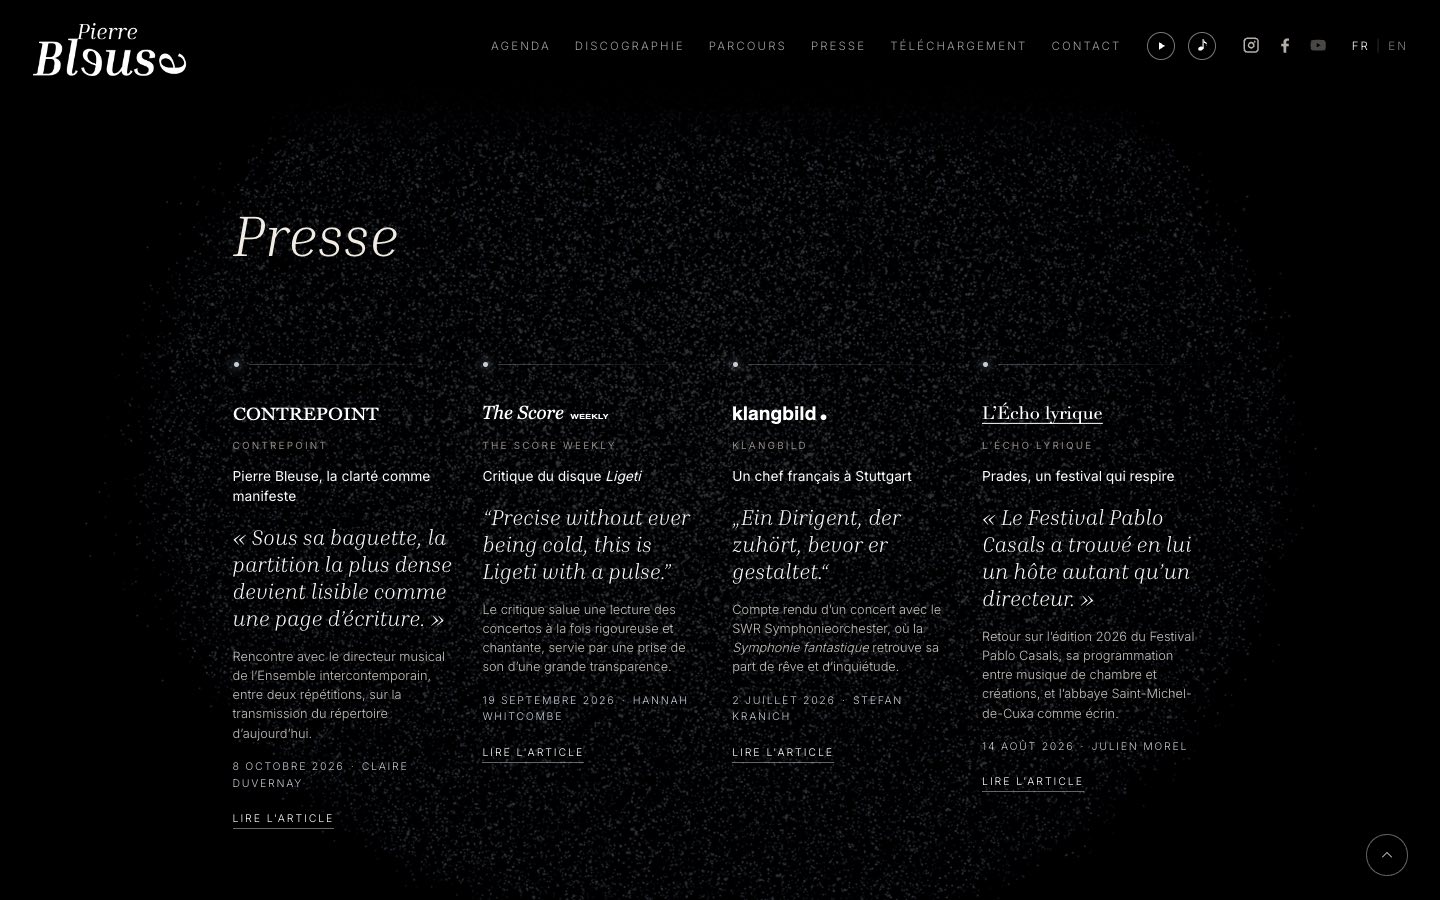 Pierre
Bleuse
AGENDA DISCOGRAPHIE PARCOURS PRESSE TÉLÉCHARGEMENT CONTACT FR EN
Presse
CONTREPOINT
CONTREPOINT
Pierre Bleuse, la clarté comme
manifeste
« Sous sa baguette, la
partition la plus dense
devient lisible comme
une page d’écriture. »
Rencontre avec le directeur musical
de l’Ensemble intercontemporain,
entre deux répétitions, sur la
transmission du répertoire
d’aujourd’hui.
8 OCTOBRE 2026 · CLAIRE
DUVERNAY
LIRE L’ARTICLE
The Score WEEKLY
THE SCORE WEEKLY
Critique du disque Ligeti
“Precise without ever
being cold, this is
Ligeti with a pulse.”
Le critique salue une lecture des
concertos à la fois rigoureuse et
chantante, servie par une prise de
son d’une grande transparence.
19 SEPTEMBRE 2026 · HANNAH
WHITCOMBE
LIRE L’ARTICLE
klangbild.
KLANGBILD
Un chef français à Stuttgart
„Ein Dirigent, der
zuhört, bevor er
gestaltet.“
Compte rendu d’un concert avec le
SWR Symphonieorchester, où la
Symphonie fantastique retrouve sa
part de rêve et d’inquiétude.
2 JUILLET 2026 · STEFAN
KRANICH
LIRE L’ARTICLE
L’Écho lyrique
L’ÉCHO LYRIQUE
Prades, un festival qui respire
« Le Festival Pablo
Casals a trouvé en lui
un hôte autant qu’un
directeur. »
Retour sur l’édition 2026 du Festival
Pablo Casals, sa programmation
entre musique de chambre et
créations, et l’abbaye Saint-Michel-
de-Cuxa comme écrin.
14 AOÛT 2026 · JULIEN MOREL
LIRE L’ARTICLE